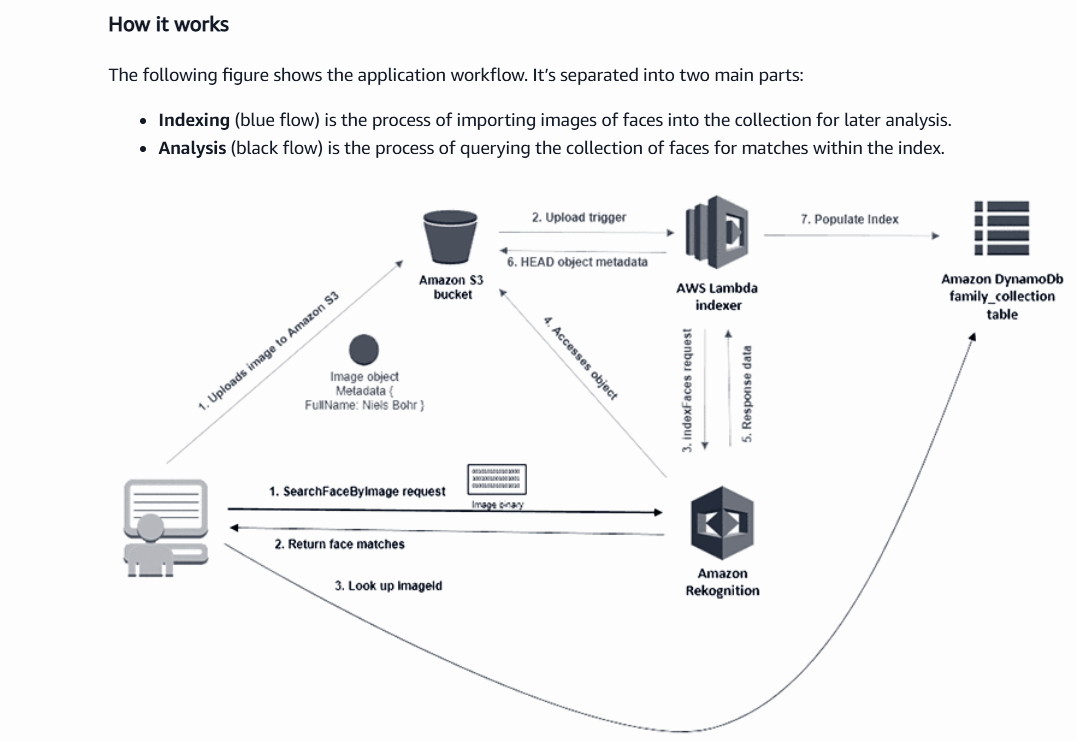 How it works
The following figure shows the application workflow. It's separated into two main parts:
• Indexing (blue flow) is the process of importing images of faces into the collection for later analysis.
• Analysis (black flow) is the process of querying the collection of faces for matches within the index.
2. Upload trigger
7. Populate Index
6. HEAD object metadata
Amazon S3
bucket
AWS Lambda
indexer
Amazon DynamoDb
family_collection
table
1. Uploads image to Amazon S3
4. Accesses object
3. indexFaces request
5. Response data
Image object
Metadata {
FullName: Niels Bohr }
1. SearchFaceByImage request
Image binary
2. Return face matches
3. Look up ImageId
Amazon
Rekognition